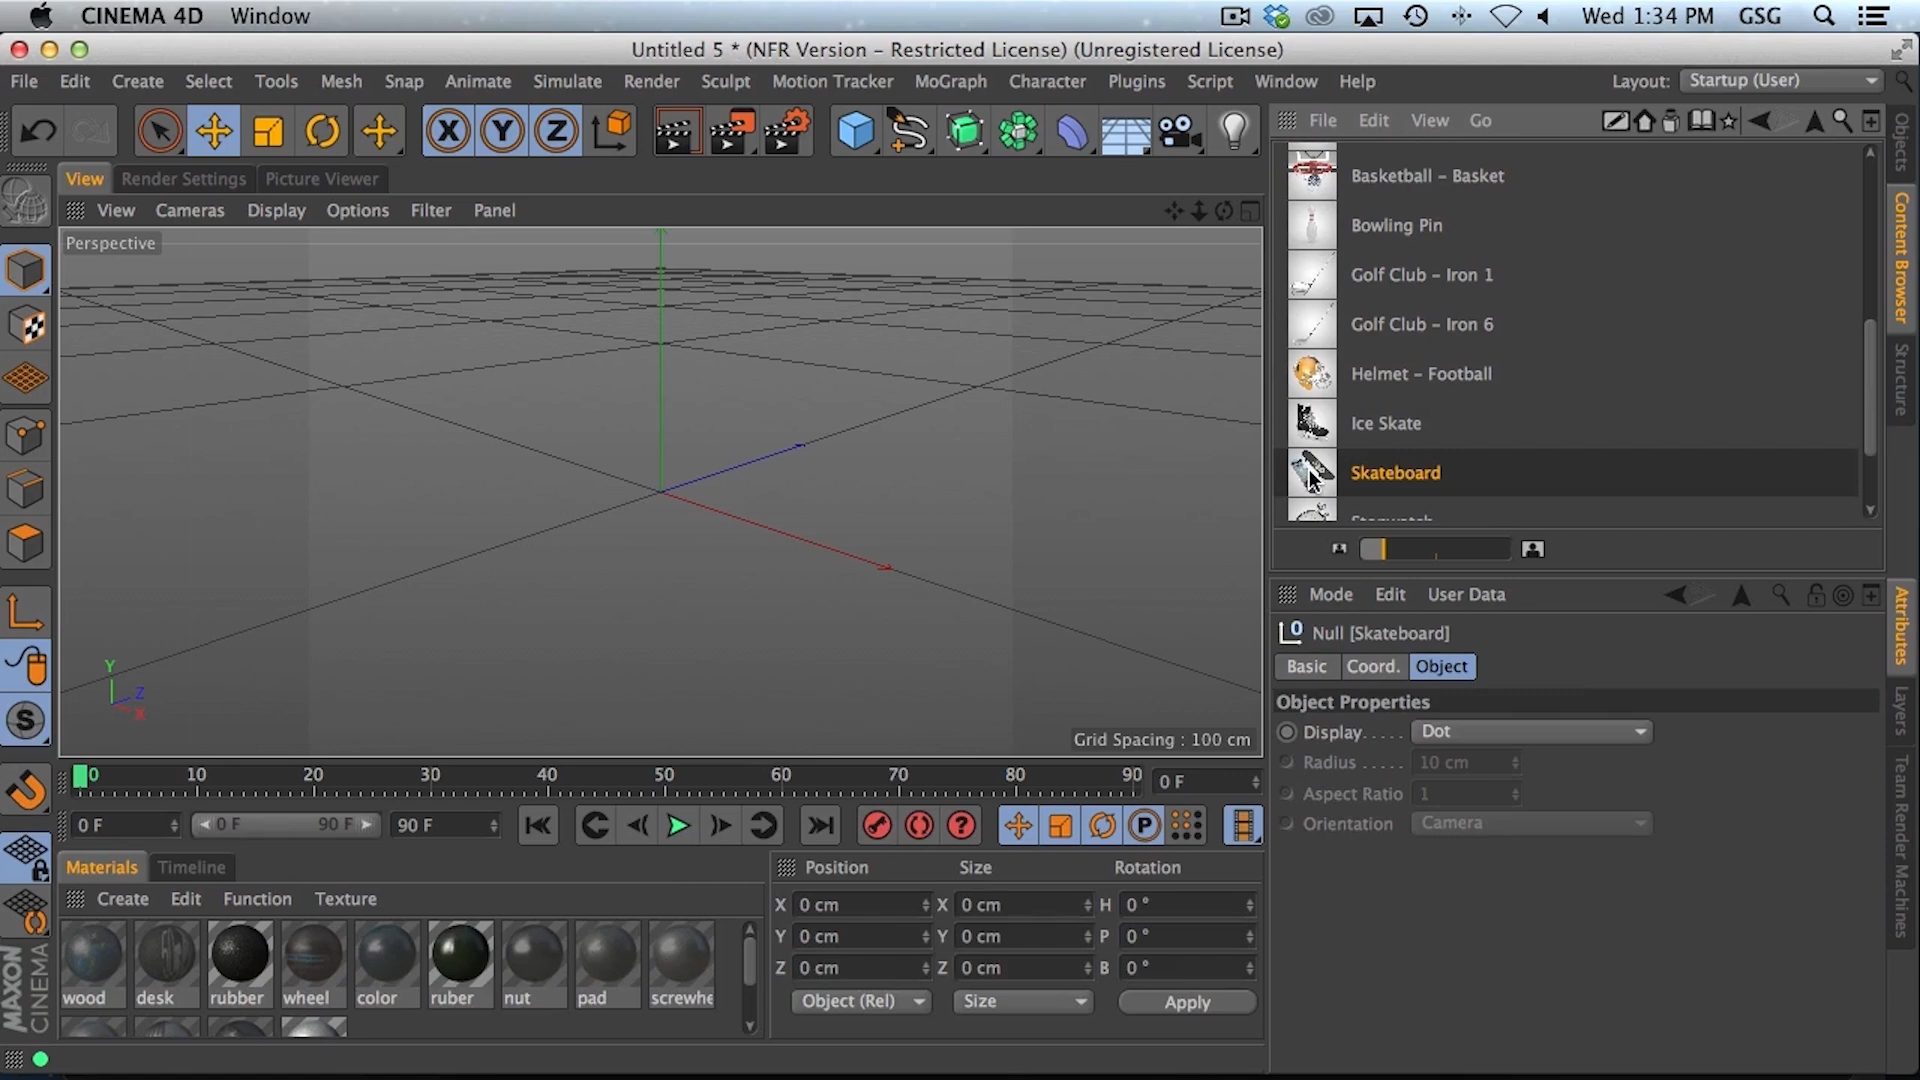 CINEMA 4D Window
Wed 1:34 PM GSG
Untitled 5 * (NFR Version – Restricted License) (Unregistered License)
File Edit Create Select Tools Mesh Snap Animate Simulate Render Sculpt Motion Tracker MoGraph Character Plugins Script Window Help
Layout: Startup (User)
X Y Z
File Edit View Go
View Render Settings Picture Viewer
View Cameras Display Options Filter Panel
Perspective
Y
Z
X
Grid Spacing : 100 cm
Basketball – Basket
Bowling Pin
Golf Club – Iron 1
Golf Club – Iron 6
Helmet – Football
Ice Skate
Skateboard
Stopwatch
Objects
Content Browser
Structure
Mode Edit User Data
0 Null [Skateboard]
Basic Coord. Object
Object Properties
Display..... Dot
Radius ..... 10 cm
Aspect Ratio 1
Orientation Camera
Attributes
Layers
Team Render Machines
S
0 10 20 30 40 50 60 70 80 90 0 F
0 F 0 F 90 F 90 F
? P
Materials Timeline
Create Edit Function Texture
wood desk rubber wheel color ruber nut pad screwhe
Position Size Rotation
X 0 cm X 0 cm H 0 °
Y 0 cm Y 0 cm P 0 °
Z 0 cm Z 0 cm B 0 °
Object (Rel) Size Apply
MAXON
CINEMA